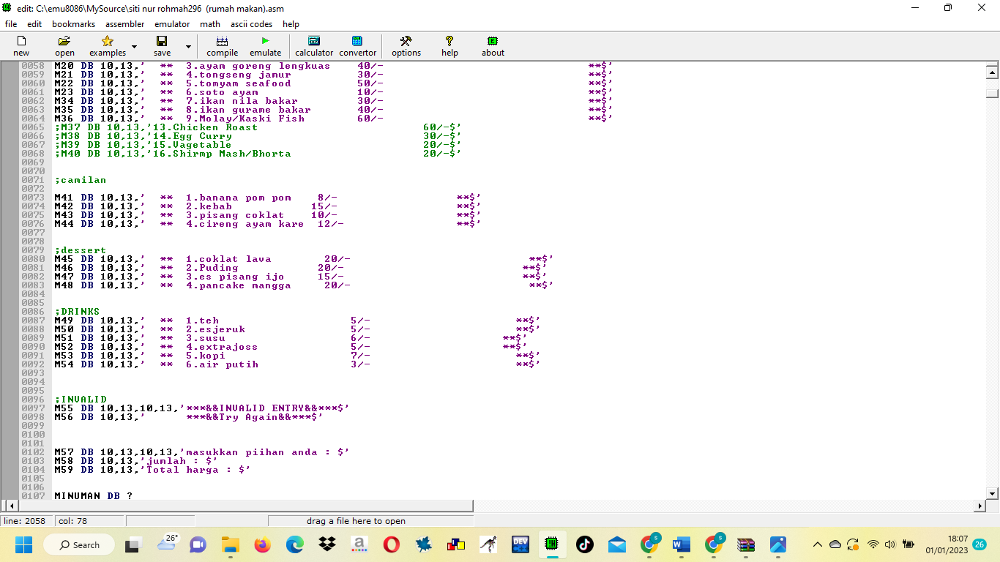 edit: C:\emu8086\MySource\siti nur rohmah296  (rumah makan).asm
file edit bookmarks assembler emulator math ascii codes help
new open examples save compile emulate calculator convertor options help about
0058 M20 DB 10,13,'  **  3.ayam goreng lengkuas    40/-                               **$'
0059 M21 DB 10,13,'  **  4.tongseng jamur          30/-                               **$'
0060 M22 DB 10,13,'  **  5.tomyam seafood          50/-                               **$'
0061 M23 DB 10,13,'  **  6.soto ayam               10/-                               **$'
0062 M34 DB 10,13,'  **  7.ikan nila bakar         30/-                               **$'
0063 M35 DB 10,13,'  **  8.ikan gurame bakar       40/-                               **$'
0064 M36 DB 10,13,'  **  9.Molay/Kaski Fish        60/-                               **$'
0065 ;M37 DB 10,13,'13.Chicken Roast                         60/-$'
0066 ;M38 DB 10,13,'14.Egg Curry                             30/-$'
0067 ;M39 DB 10,13,'15.Vagetable                             20/-$'
0068 ;M40 DB 10,13,'16.Shirmp Mash/Bhorta                    20/-$'
0069
0070
0071 ;camilan
0072
0073 M41 DB 10,13,'  **  1.banana pom pom    8/-                  **$'
0074 M42 DB 10,13,'  **  2.kebab            15/-                  **$'
0075 M43 DB 10,13,'  **  3.pisang coklat    10/-                  **$'
0076 M44 DB 10,13,'  **  4.cireng ayam kare  12/-                 **$'
0077
0078
0079 ;dessert
0080 M45 DB 10,13,'  **  1.coklat lava        20/-                           **$'
0081 M46 DB 10,13,'  **  2.Puding            20/-                           **$'
0082 M47 DB 10,13,'  **  3.es pisang ijo     15/-                           **$'
0083 M48 DB 10,13,'  **  4.pancake mangga     20/-                           **$'
0084
0085
0086 ;DRINKS
0087 M49 DB 10,13,'  **  1.teh                    5/-                      **$'
0088 M50 DB 10,13,'  **  2.esjeruk                5/-                      **$'
0089 M51 DB 10,13,'  **  3.susu                   6/-                    **$'
0090 M52 DB 10,13,'  **  4.extrajoss              5/-                    **$'
0091 M53 DB 10,13,'  **  5.kopi                   7/-                      **$'
0092 M54 DB 10,13,'  **  6.air putih              3/-                      **$'
0093
0094
0095
0096 ;INVALID
0097 M55 DB 10,13,10,13,'***&&INVALID ENTRY&&***$'
0098 M56 DB 10,13,'      ***&&Try Again&&***$'
0099
0100
0101
0102 M57 DB 10,13,10,13,'masukkan piihan anda : $'
0103 M58 DB 10,13,'jumlah : $'
0104 M59 DB 10,13,'Total harga : $'
0105
0106
0107 MINUMAN DB ?
line: 2058 col: 78 drag a file here to open
Search 26° a DEV S W S 18:07
01/01/2023 26